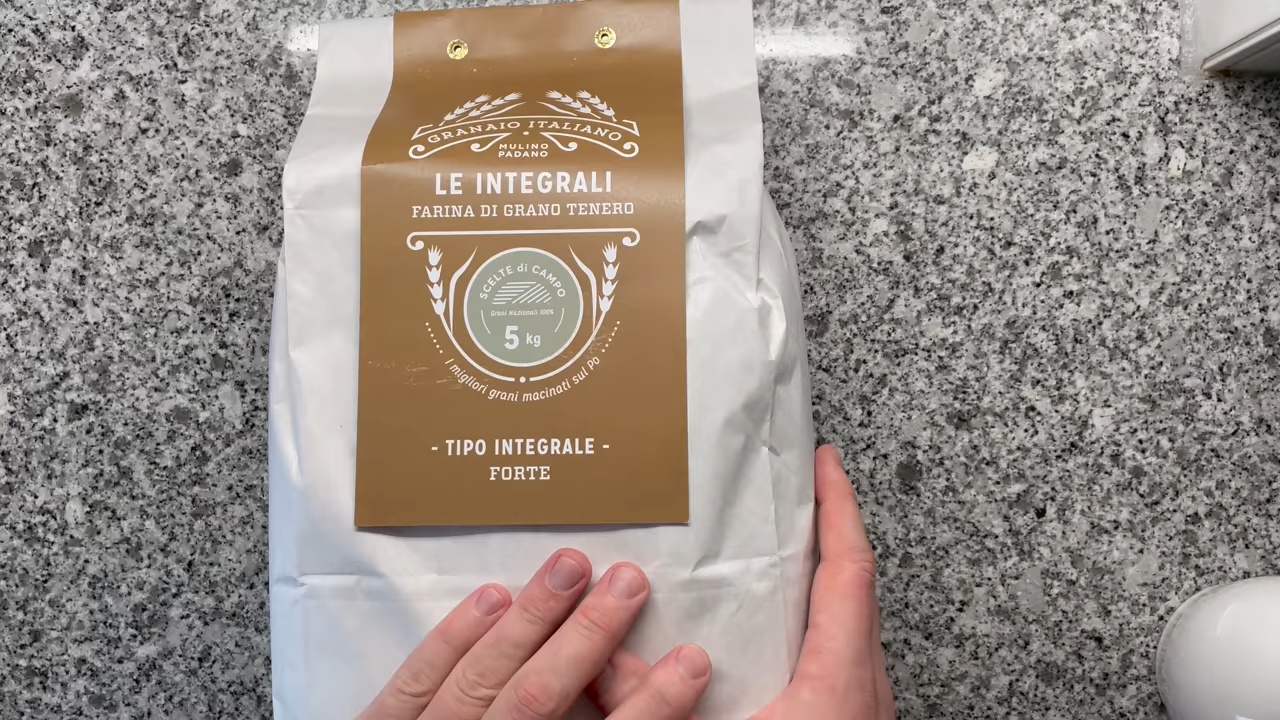 GRANAIO ITALIANO
MULINO
PADANO
LE INTEGRALI
FARINA DI GRANO TENERO
SCELTE di CAMPO
Grani Nazionali 100%
5 kg
I migliori grani macinati sul Po
- TIPO INTEGRALE -
FORTE